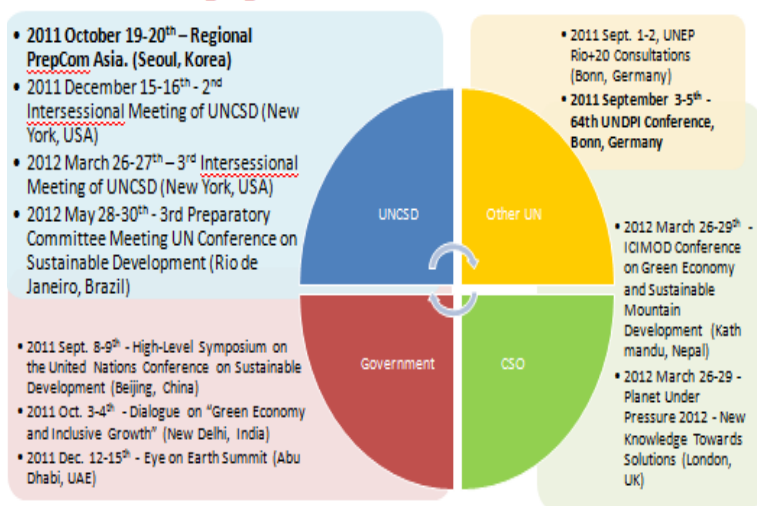 • 2011 October 19-20th – Regional
PrepCom Asia. (Seoul, Korea)
• 2011 December 15-16th - 2nd
Intersessional Meeting of UNCSD (New
York, USA)
• 2012 March 26-27th – 3rd Intersessional
Meeting of UNCSD (New York, USA)
• 2012 May 28-30th - 3rd Preparatory
Committee Meeting UN Conference on
Sustainable Development (Rio de
Janeiro, Brazil)
• 2011 Sept. 1-2, UNEP
Rio+20 Consultations
(Bonn, Germany)
• 2011 September 3-5th -
64th UNDPI Conference,
Bonn, Germany
UNCSD
Other UN
Government
CSO
• 2011 Sept. 8-9th - High-Level Symposium on
the United Nations Conference on Sustainable
Development (Beijing, China)
• 2011 Oct. 3-4th - Dialogue on “Green Economy
and Inclusive Growth” (New Delhi, India)
• 2011 Dec. 12-15th - Eye on Earth Summit (Abu
Dhabi, UAE)
• 2012 March 26-29th -
ICIMOD Conference
on Green Economy
and Sustainable
Mountain
Development (Kath
mandu, Nepal)
• 2012 March 26-29 -
Planet Under
Pressure 2012 - New
Knowledge Towards
Solutions (London,
UK)